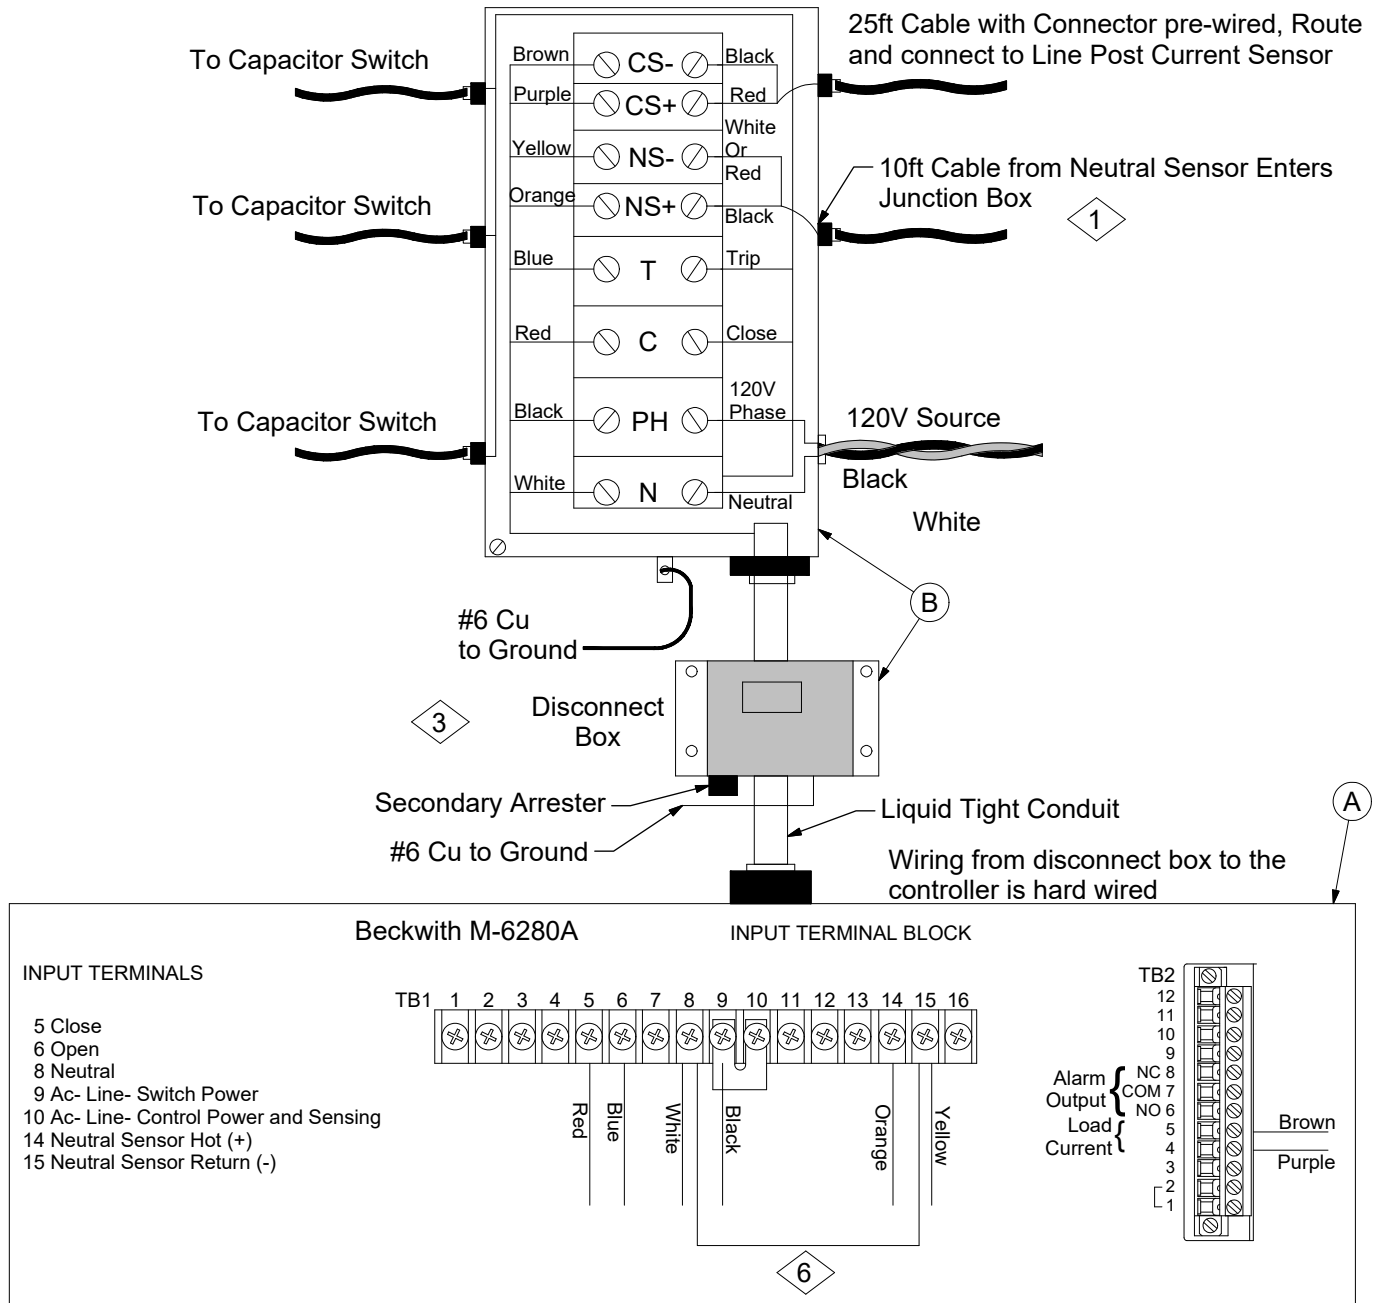 25ft Cable with Connector pre-wired, Route
and connect to Line Post Current Sensor
To Capacitor Switch
Brown
CS-
Black
Purple
CS+
Red
White
Or
Red
Yellow
NS-
10ft Cable from Neutral Sensor Enters
Junction Box
1
To Capacitor Switch
Orange
NS+
Black
Blue
T
Trip
Red
C
Close
120V
Phase
To Capacitor Switch
Black
PH
120V Source
Black
White
White
N
Neutral
B
#6 Cu
to Ground
3
Disconnect
Box
Secondary Arrester
#6 Cu to Ground
Liquid Tight Conduit
A
Wiring from disconnect box to the
controller is hard wired
Beckwith M-6280A
INPUT TERMINAL BLOCK
INPUT TERMINALS
5 Close
6 Open
8 Neutral
9 Ac- Line- Switch Power
10 Ac- Line- Control Power and Sensing
14 Neutral Sensor Hot (+)
15 Neutral Sensor Return (-)
TB1 1 2 3 4 5 6 7 8 9 10 11 12 13 14 15 16
Red
Blue
White
Black
Orange
Yellow
6
TB2
12
11
10
9
NC 8
COM 7
NO 6
5
4
3
2
1
Alarm
Output
Load
Current
Brown
Purple